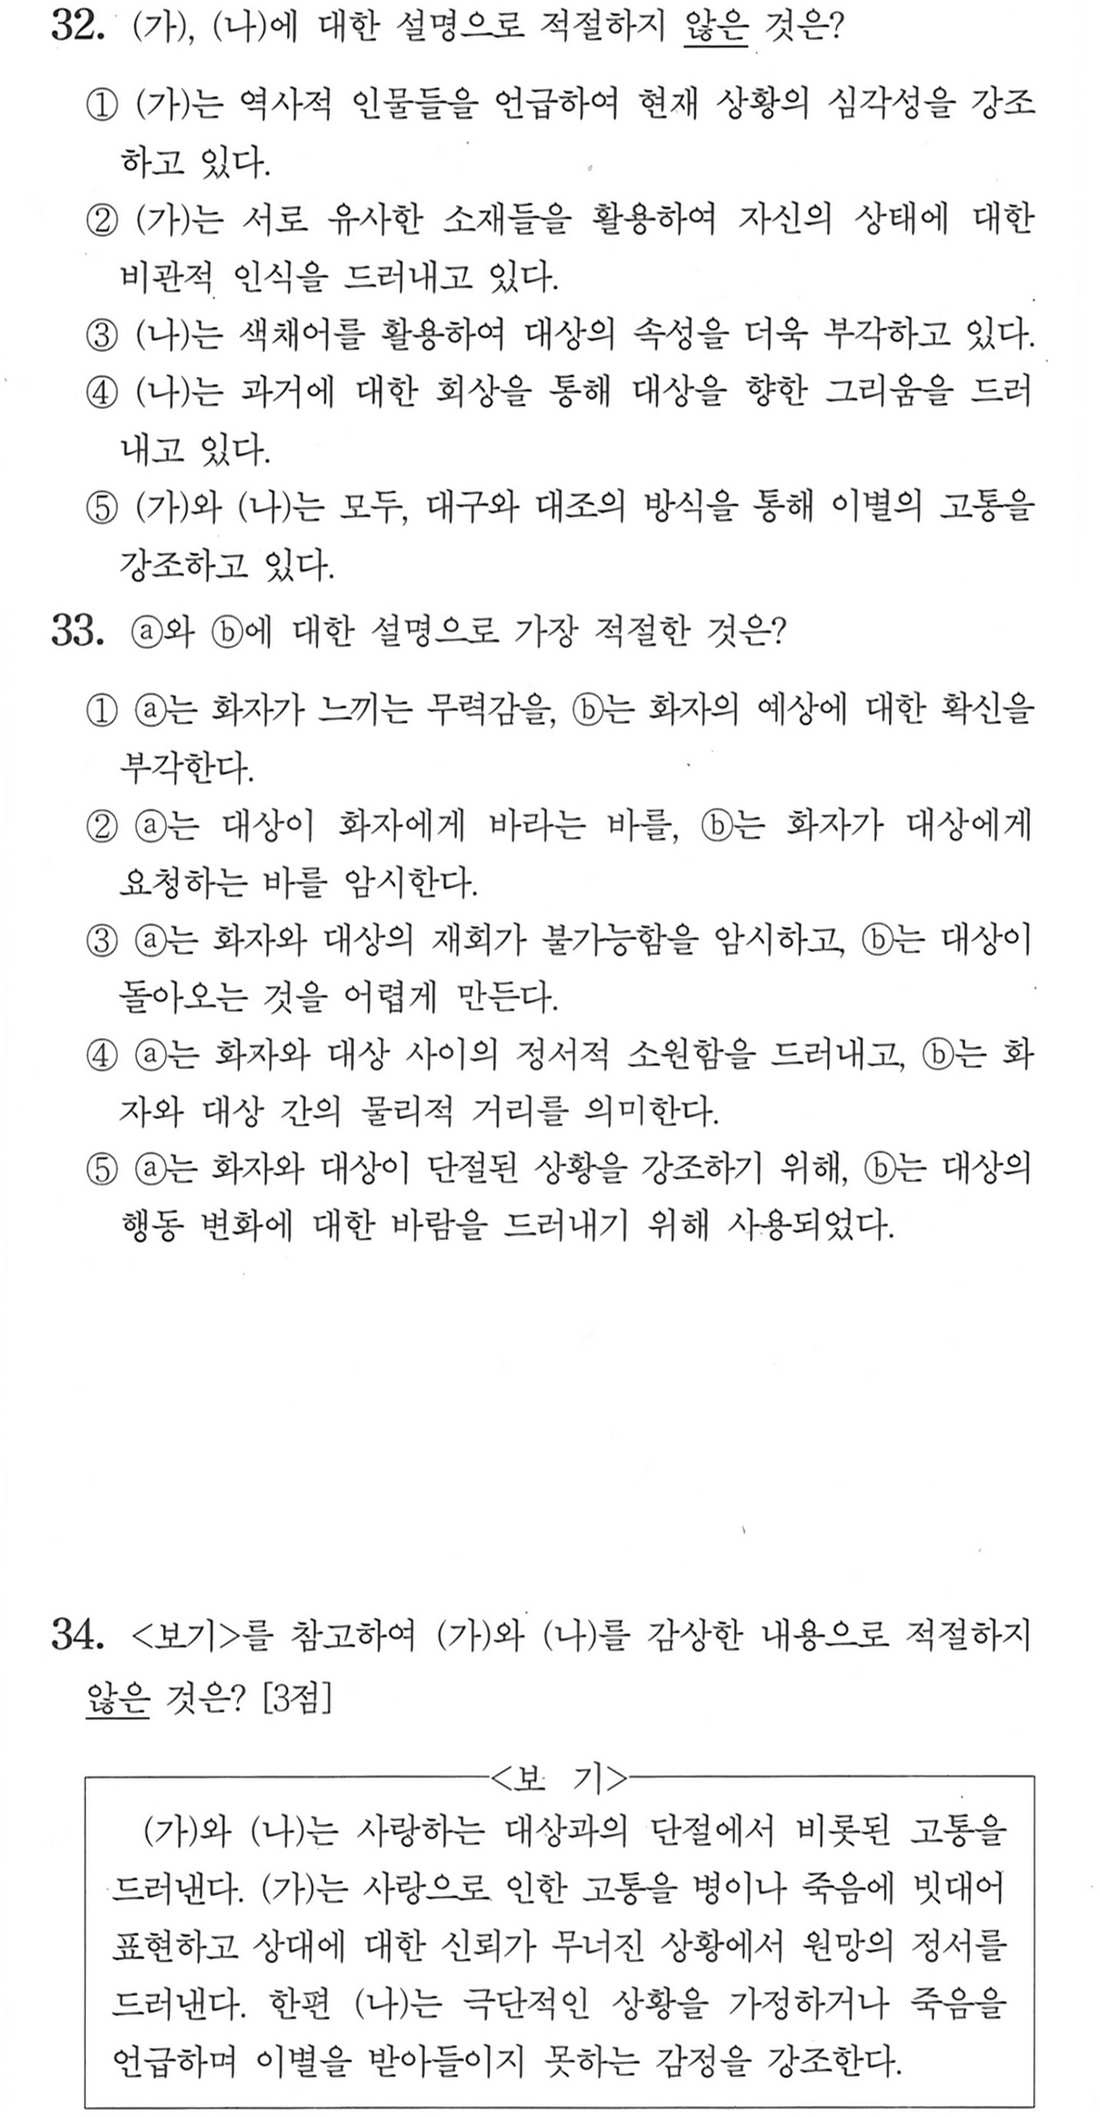 32. (가), (나)에 대한 설명으로 적절하지 않은 것은?
① (가)는 역사적 인물들을 언급하여 현재 상황의 심각성을 강조
하고 있다.
② (가)는 서로 유사한 소재들을 활용하여 자신의 상태에 대한
비관적 인식을 드러내고 있다.
③ (나)는 색채어를 활용하여 대상의 속성을 더욱 부각하고 있다.
④ (나)는 과거에 대한 회상을 통해 대상을 향한 그리움을 드러
내고 있다.
⑤ (가)와 (나)는 모두, 대구와 대조의 방식을 통해 이별의 고통을
강조하고 있다.
33. ⓐ와 ⓑ에 대한 설명으로 가장 적절한 것은?
① ⓐ는 화자가 느끼는 무력감을, ⓑ는 화자의 예상에 대한 확신을
부각한다.
② ⓐ는 대상이 화자에게 바라는 바를, ⓑ는 화자가 대상에게
요청하는 바를 암시한다.
③ ⓐ는 화자와 대상의 재회가 불가능함을 암시하고, ⓑ는 대상이
돌아오는 것을 어렵게 만든다.
④ ⓐ는 화자와 대상 사이의 정서적 소원함을 드러내고, ⓑ는 화
자와 대상 간의 물리적 거리를 의미한다.
⑤ ⓐ는 화자와 대상이 단절된 상황을 강조하기 위해, ⓑ는 대상의
행동 변화에 대한 바람을 드러내기 위해 사용되었다.
34. <보기>를 참고하여 (가)와 (나)를 감상한 내용으로 적절하지
않은 것은? [3점]
<보 기>
(가)와 (나)는 사랑하는 대상과의 단절에서 비롯된 고통을
드러낸다. (가)는 사랑으로 인한 고통을 병이나 죽음에 빗대어
표현하고 상대에 대한 신뢰가 무너진 상황에서 원망의 정서를
드러낸다. 한편 (나)는 극단적인 상황을 가정하거나 죽음을
언급하며 이별을 받아들이지 못하는 감정을 강조한다.